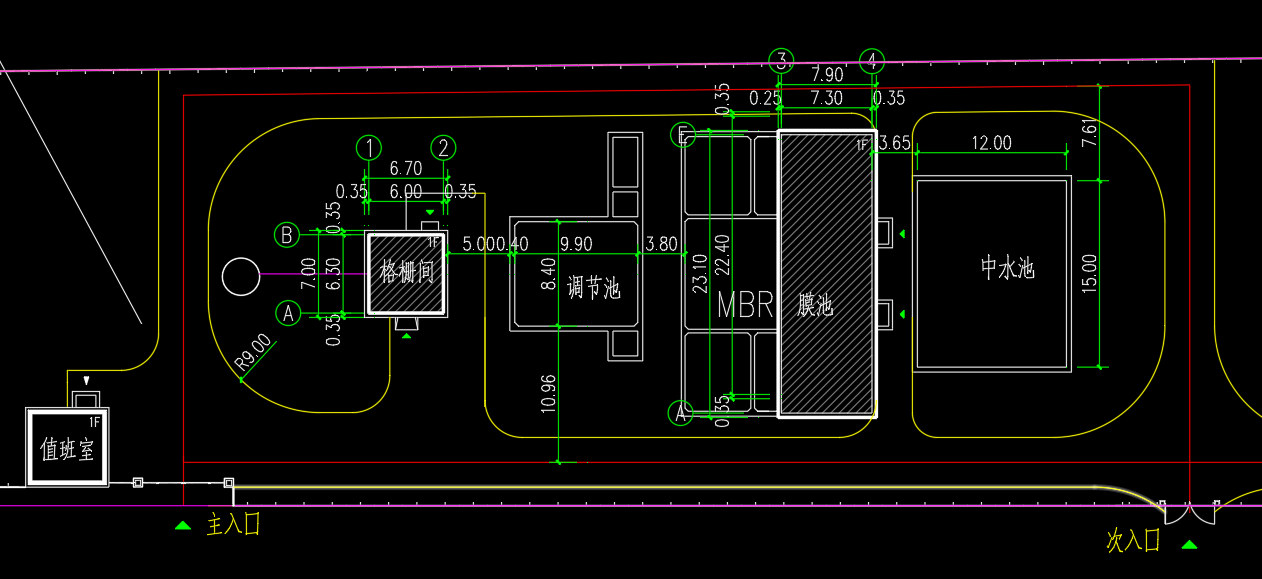 3 4
7.90
0.35 0.25 7.30 0.35
7.61
E
1F 3.65 12.00
1 2
6.70
0.35 6.00 0.35
0.35
B
1F
5.00 0.40 9.90 3.80
7.00 6.30
格栅间
8.40
调节池
23.10 22.40
MBR 膜池
中水池
15.00
A
0.35
R9.00
10.96
A
0.35
1F
值班室
主入口
次入口